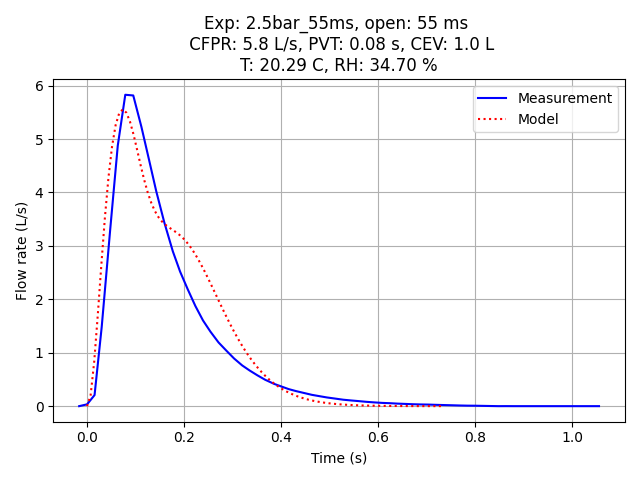 Exp: 2.5bar_55ms, open: 55 ms
CFPR: 5.8 L/s, PVT: 0.08 s, CEV: 1.0 L
T: 20.29 C, RH: 34.70 %
Measurement
Model
Flow rate (L/s)
6
5
4
3
2
1
0
0.0 0.2 0.4 0.6 0.8 1.0
Time (s)